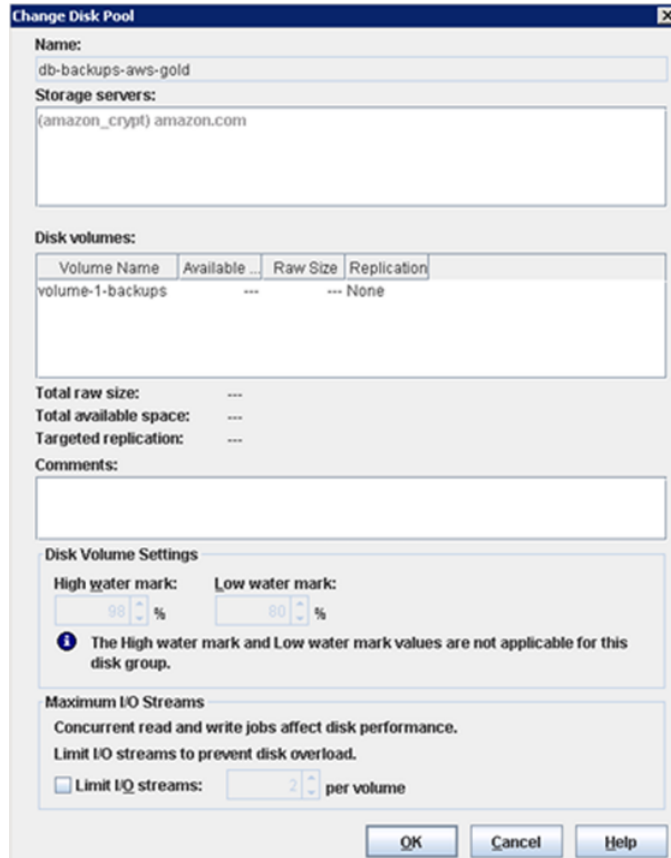 Change Disk Pool
Name:
db-backups-aws-gold
Storage servers:
(amazon_crypt) amazon.com
Disk volumes:
Volume Name Available ... Raw Size Replication
volume-1-backups --- --- None
Total raw size: ---
Total available space: ---
Targeted replication: ---
Comments:
Disk Volume Settings
High water mark: Low water mark:
98 % 80 %
The High water mark and Low water mark values are not applicable for this
disk group.
Maximum I/O Streams
Concurrent read and write jobs affect disk performance.
Limit I/O streams to prevent disk overload.
Limit I/O streams: 2 per volume
OK Cancel Help